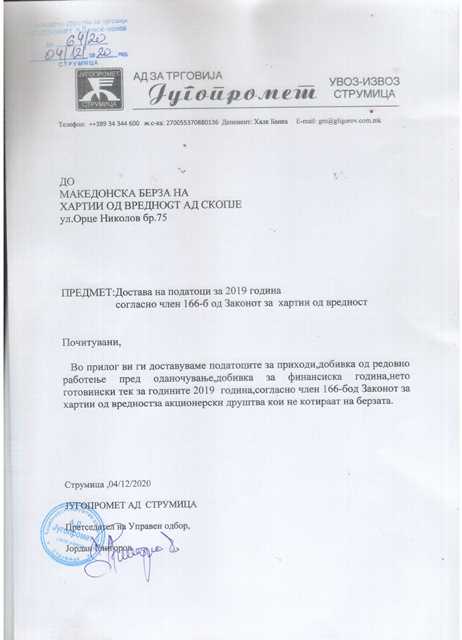 64/20
04/12 20
СТРУМИЦА
ЈУГОПРОМЕТ
СТРУМИЦА
АД ЗА ТРГОВИЈА
Југопромет
УВОЗ-ИЗВОЗ
СТРУМИЦА
Телефон: ++389 34 344 600 ж.с-ка: 270055370880136 Депонент: Халк Банка E-mail: gm@gligorov.com.mk
ДО
МАКЕДОНСКА БЕРЗА НА
ХАРТИИ ОД ВРЕДНОСТ АД СКОПЈЕ
ул.Орце Николов бр.75
ПРЕДМЕТ:Достава на податоци за 2019 година
согласно член 166-б од Законот за хартии од вредност
Почитувани,
Во прилог ви ги доставуваме податоците за приходи,добивка од редовно
работење пред оданочување,добивка за финансиска година,нето
готовински тек за годините 2019 година,согласно член 166-бод Законот за
хартии од вредностза акционерски друштва кои не котираат на берзата.
Струмица ,04/12/2020
ЈУГОПРОМЕТ АД СТРУМИЦА
Претседател на Управен одбор,
Јордан Глигоров